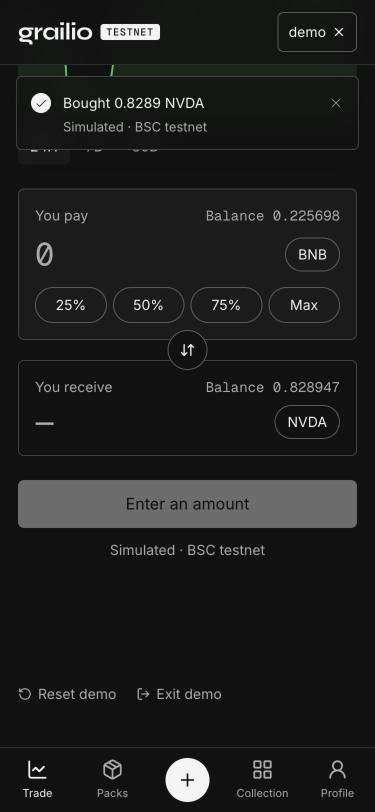 grailio TESTNET demo
Bought 0.8289 NVDA
Simulated · BSC testnet
You pay Balance 0.225698
0 BNB
25% 50% 75% Max
You receive Balance 0.828947
— NVDA
Enter an amount
Simulated · BSC testnet
Reset demo Exit demo
Trade Packs Collection Profile